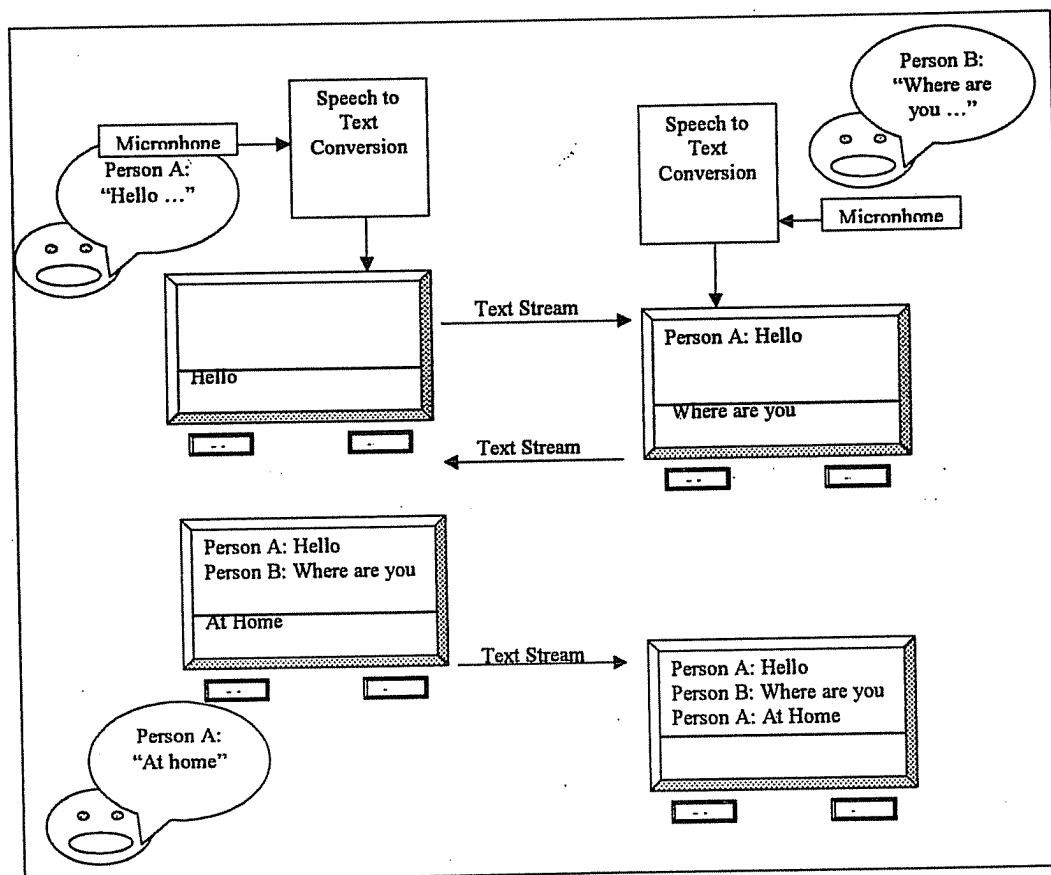 Person B:
“Where are
you ...”
Speech to
Text
Conversion
Microphone
Person A:
“Hello ...”
Speech to
Text
Conversion
Microphone
Text Stream
Hello
Person A: Hello
Where are you
Text Stream
Person A: Hello
Person B: Where are you
At Home
Text Stream
Person A: Hello
Person B: Where are you
Person A: At Home
Person A:
“At home”